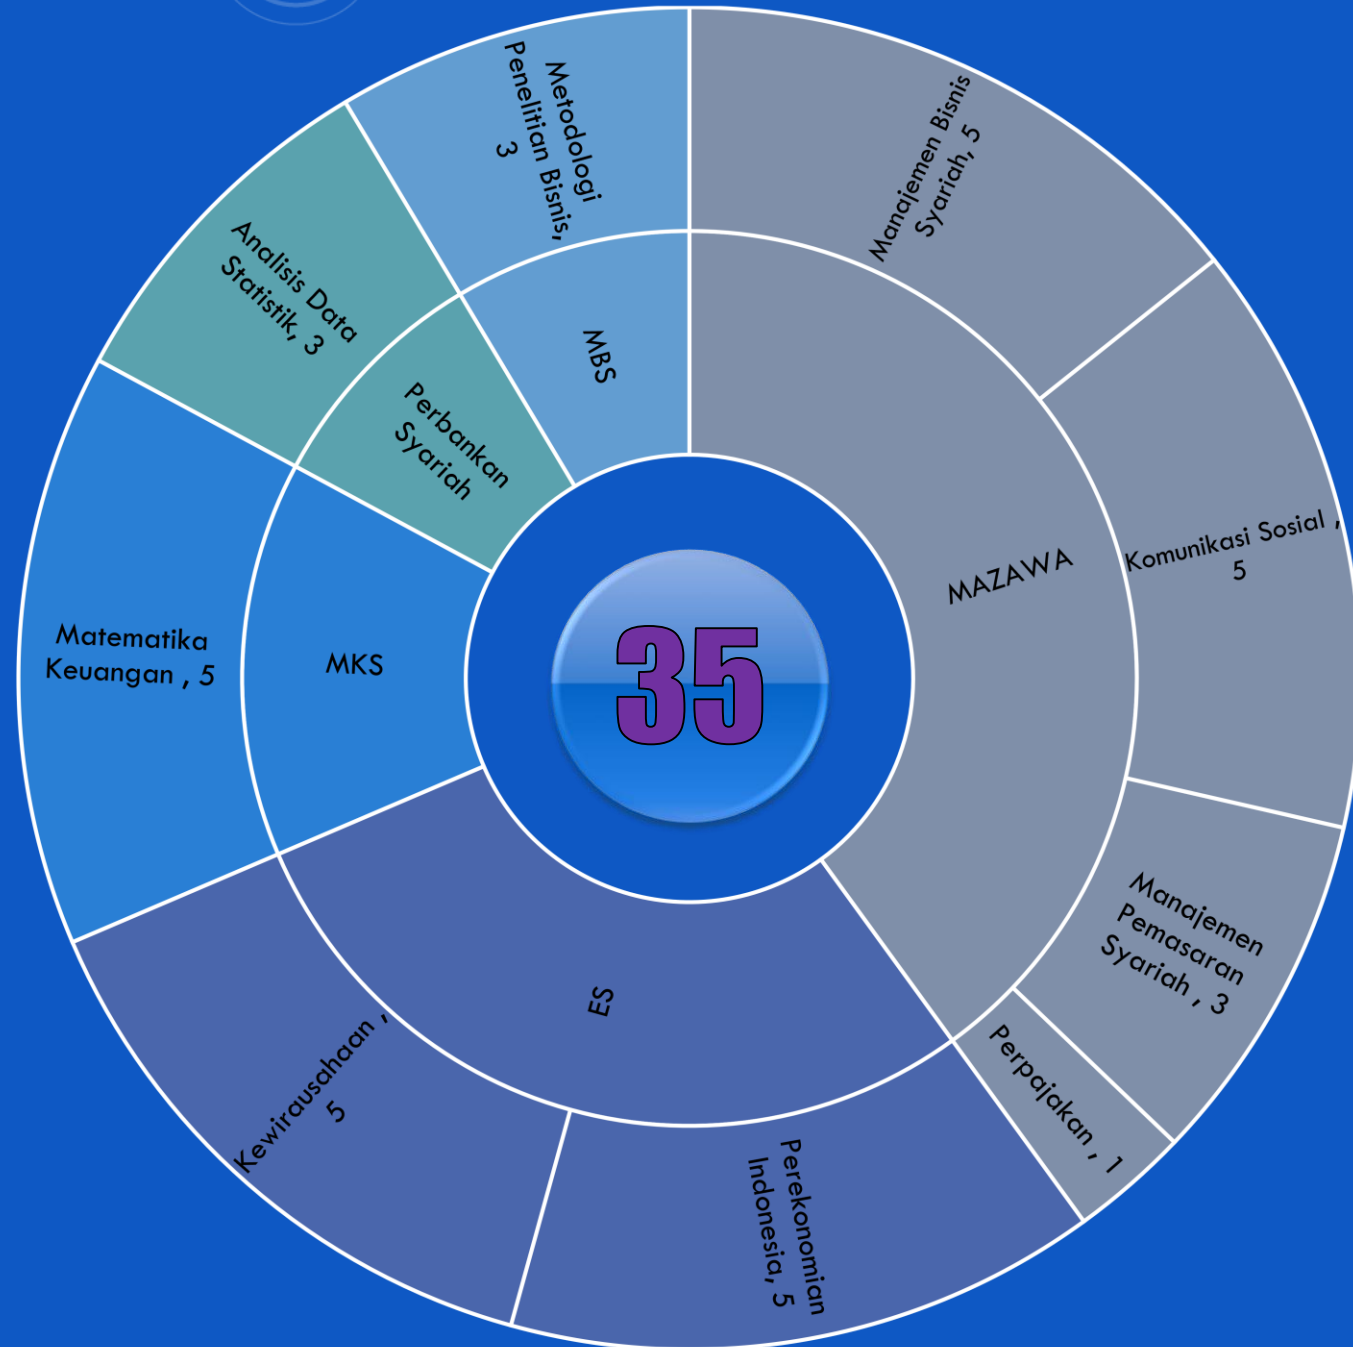 Manajemen Bisnis
Syariah, 5
Komunikasi Sosial ,
5
Manajemen
Pemasaran
Syariah , 3
Perpajakan , 1
MAZAWA
Perekonomian
Indonesia, 5
Kewirausahaan ,
5
ES
Matematika
Keuangan , 5
MKS
Analisis Data
Statistik, 3
Perbankan
Syariah
Metodologi
Penelitian Bisnis,
3
MBS
35